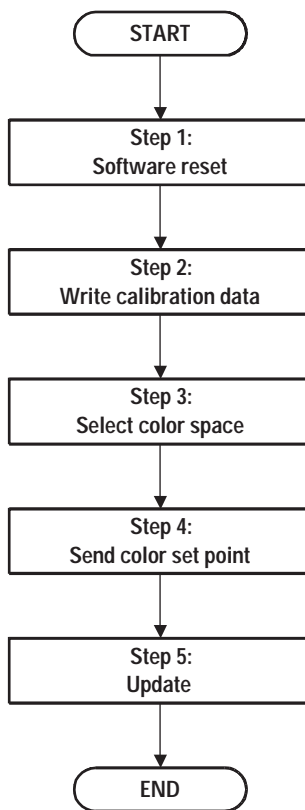 START
Step 1:
Software reset
Step 2:
Write calibration data
Step 3:
Select color space
Step 4:
Send color set point
Step 5:
Update
END